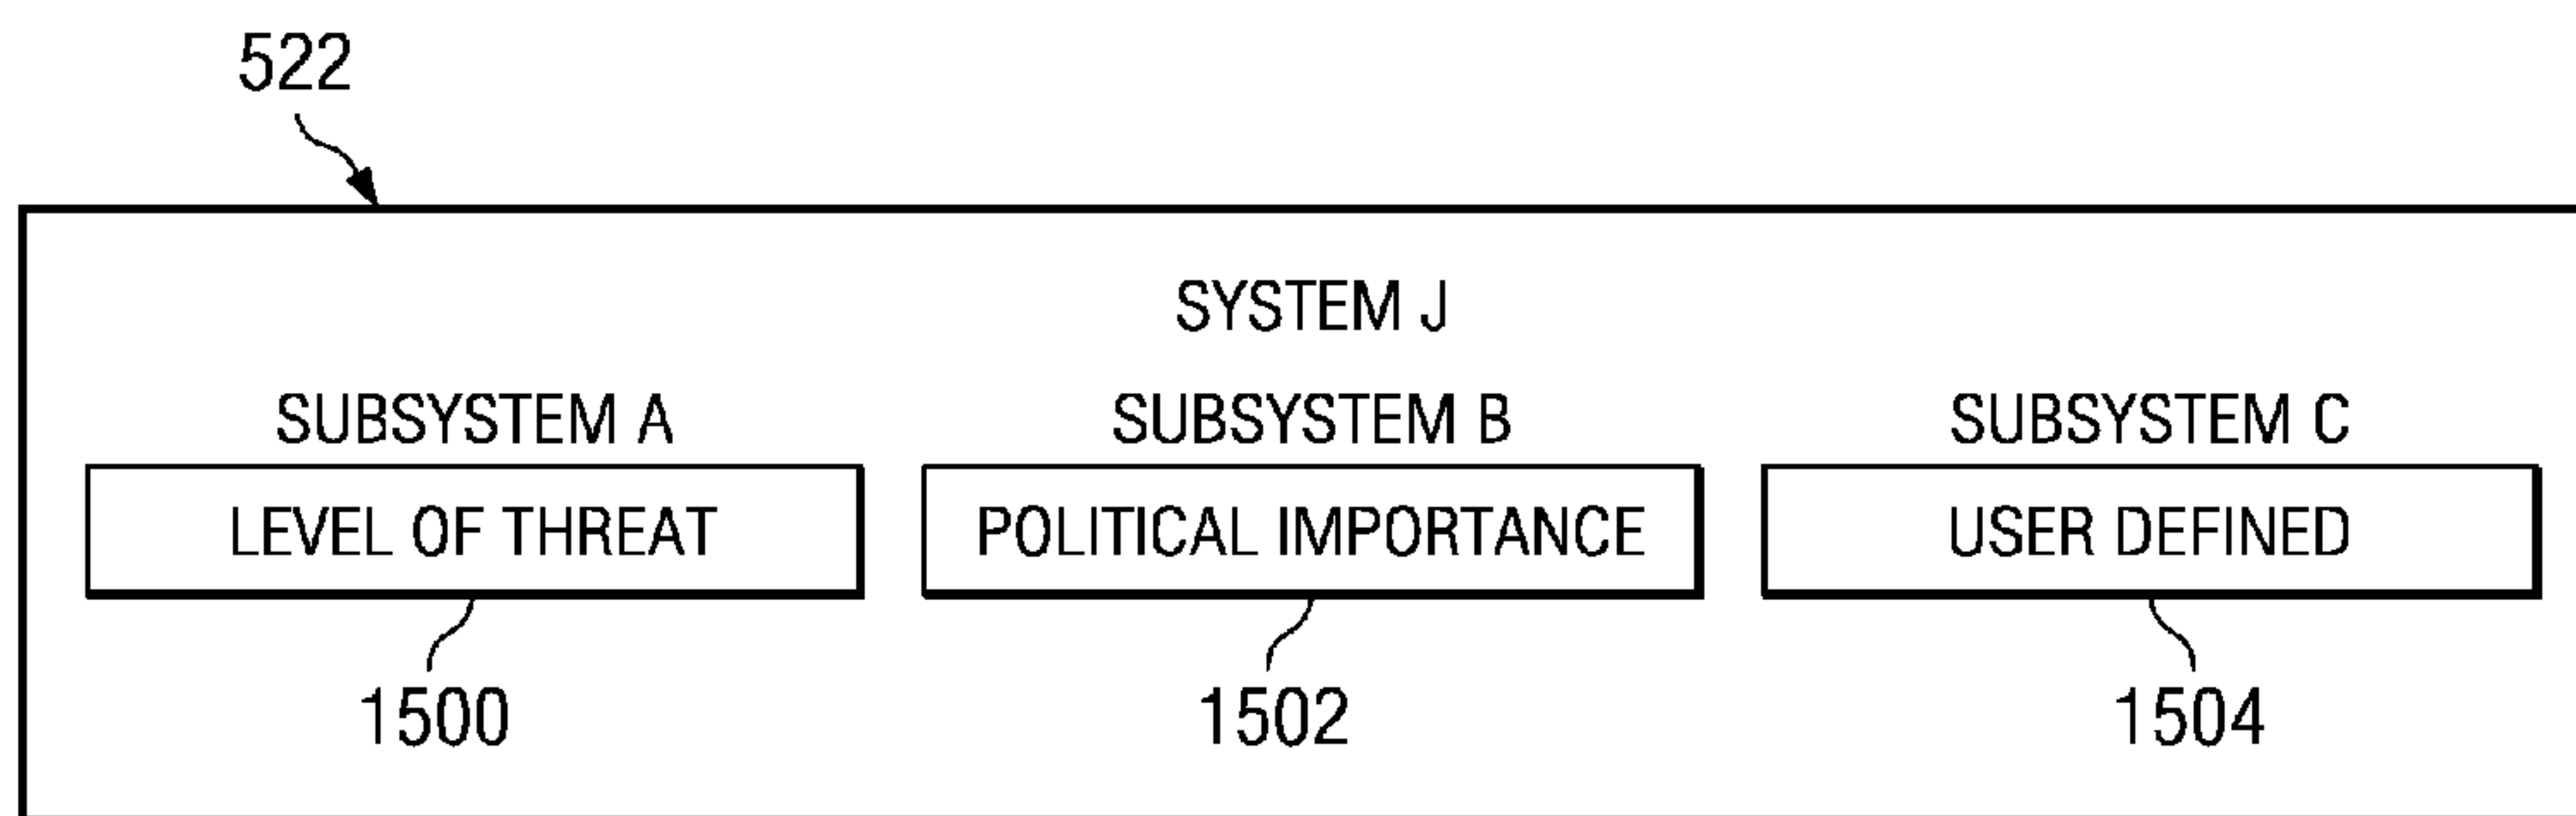 522
SYSTEM J
SUBSYSTEM A SUBSYSTEM B SUBSYSTEM C
LEVEL OF THREAT POLITICAL IMPORTANCE USER DEFINED
1500 1502 1504